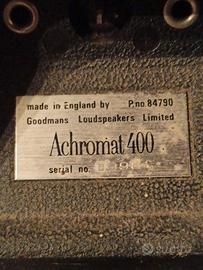 made in England by P.no. 84790
Goodmans Loudspeakers Limited
Achromat 400
serial no.